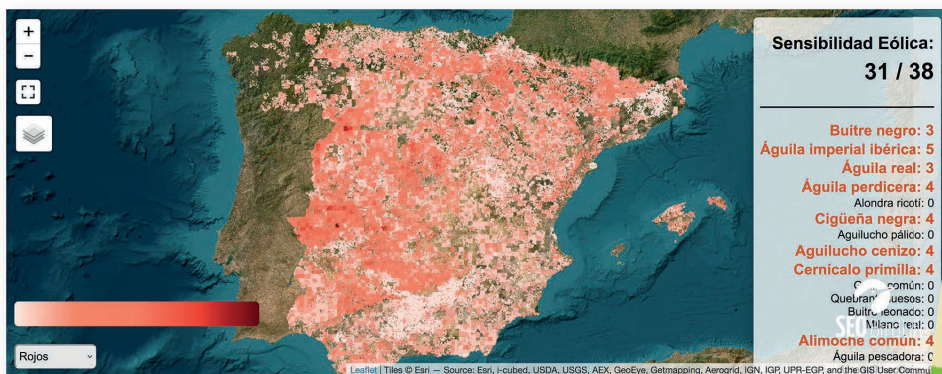 +
−
Sensibilidad Eólica:
31 / 38
Buitre negro: 3
Águila imperial ibérica: 5
Águila real: 3
Águila perdicera: 4
Alondra ricotí: 0
Cigüeña negra: 4
Aguilucho pálido: 0
Aguilucho cenizo: 4
Cernícalo primilla: 4
común: 0
0
Buitre leonado: 0
Milano real: 0
SEO
Alimoche común: 4
Águila pescadora: 0
Rojos
Leaflet | Tiles © Esri — Source: Esri, i-cubed, USDA, USGS, AEX, GeoEye, Getmapping, Aerogrid, IGN, IGP, UPR-EGP, and the GIS User Commu